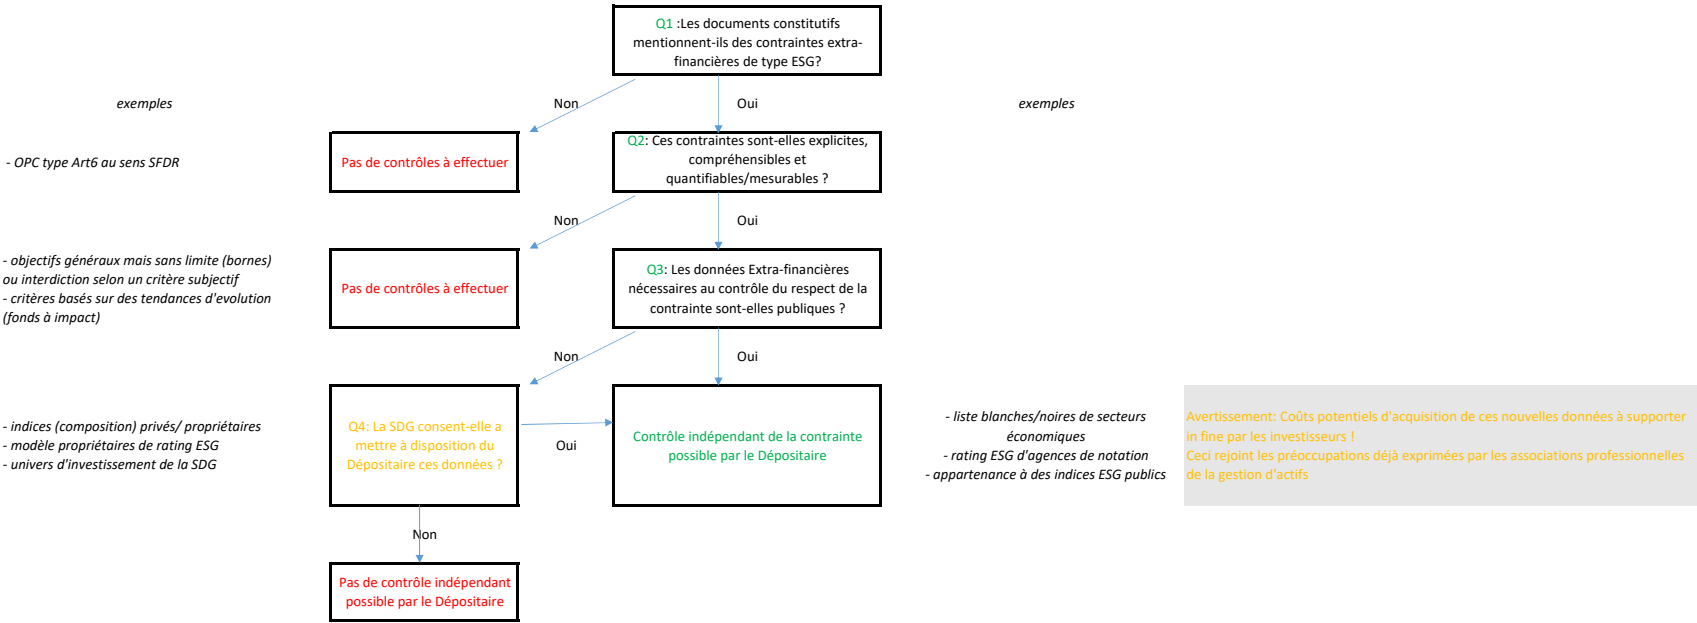 Q1 :Les documents constitutifs
mentionnent-ils des contraintes extra-
financières de type ESG?
exemples
Non
Oui
exemples
- OPC type Art6 au sens SFDR
Pas de contrôles à effectuer
Q2: Ces contraintes sont-elles explicites,
compréhensibles et
quantifiables/mesurables ?
Non
Oui
- objectifs généraux mais sans limite (bornes)
ou interdiction selon un critère subjectif
- critères basés sur des tendances d'evolution
(fonds à impact)
Pas de contrôles à effectuer
Q3: Les données Extra-financières
nécessaires au contrôle du respect de la
contrainte sont-elles publiques ?
Non
Oui
- indices (composition) privés/ propriétaires
- modèle propriétaires de rating ESG
- univers d'investissement de la SDG
Q4: La SDG consent-elle a
mettre à disposition du
Dépositaire ces données ?
Oui
Contrôle indépendant de la contrainte
possible par le Dépositaire
- liste blanches/noires de secteurs
économiques
- rating ESG d'agences de notation
- appartenance à des indices ESG publics
Avertissement: Coûts potentiels d'acquisition de ces nouvelles données à supporter
in fine par les investisseurs !
Ceci rejoint les préoccupations déjà exprimées par les associations professionnelles
de la gestion d'actifs
Non
Pas de contrôle indépendant
possible par le Dépositaire